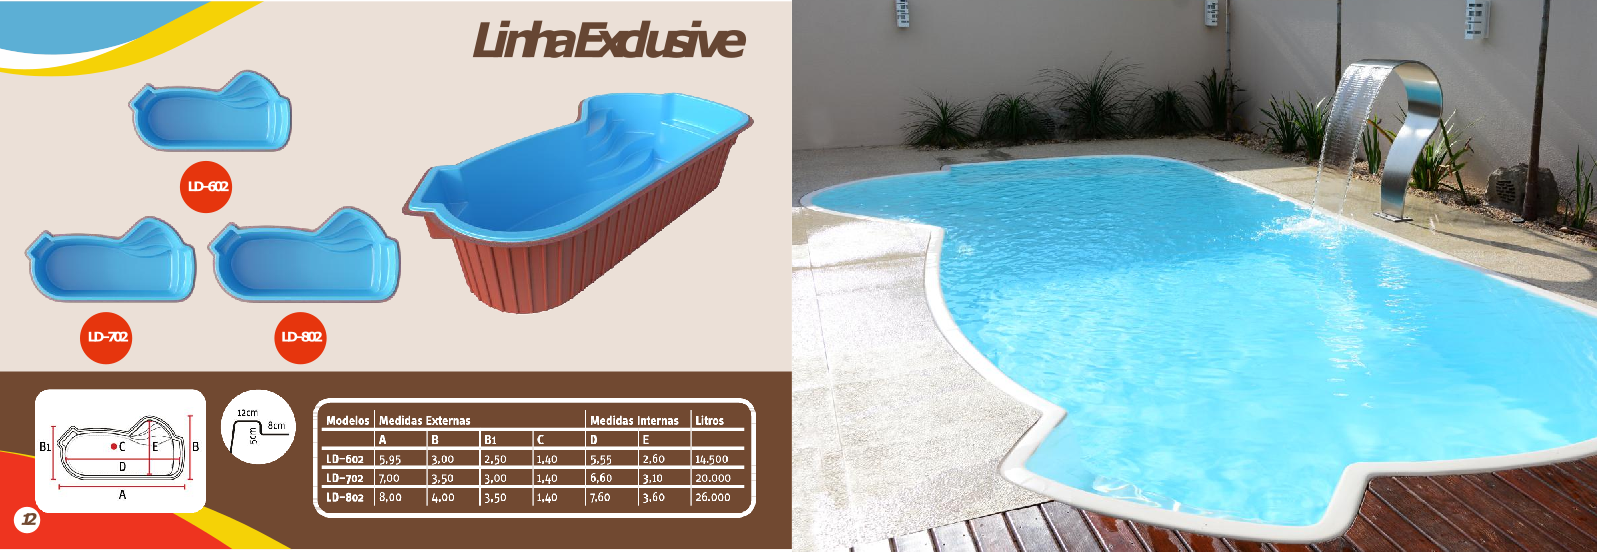 Linha Exclusive
LD-602
LD-702
LD-802
B1
C
E
B
D
A
12cm
5cm
8cm
Modelos Medidas Externas Medidas Internas Litros
A B B1 C D E
LD-602 5,95 3,00 2,50 1,40 5,55 2,60 14.500
LD-702 7,00 3,50 3,00 1,40 6,60 3,10 20.000
LD-802 8,00 4,00 3,50 1,40 7,60 3,60 26.000
12